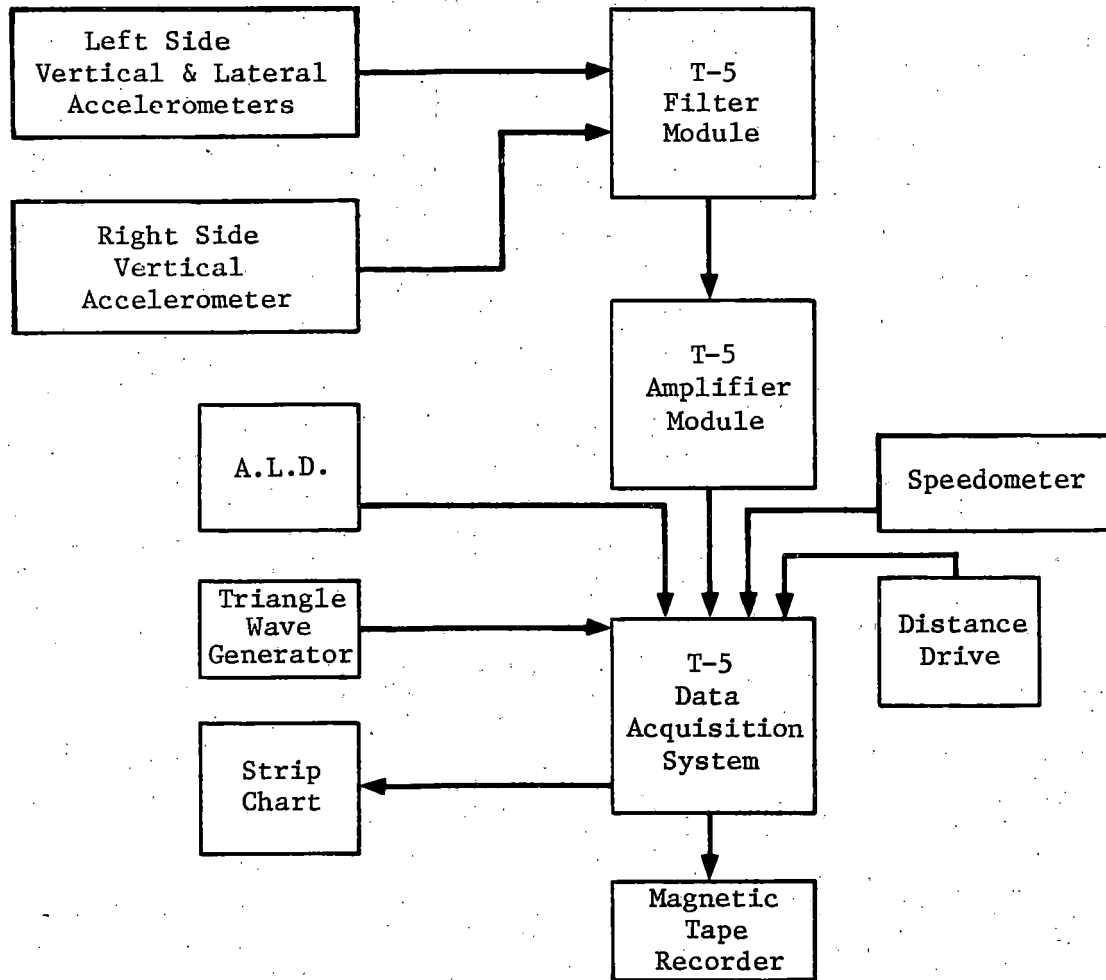 Left Side
Vertical & Lateral
Accelerometers
T-5
Filter
Module
Right Side
Vertical
Accelerometer
T-5
Amplifier
Module
A.L.D.
Speedometer
Triangle
Wave
Generator
Distance
Drive
T-5
Data
Acquisition
System
Strip
Chart
Magnetic
Tape
Recorder